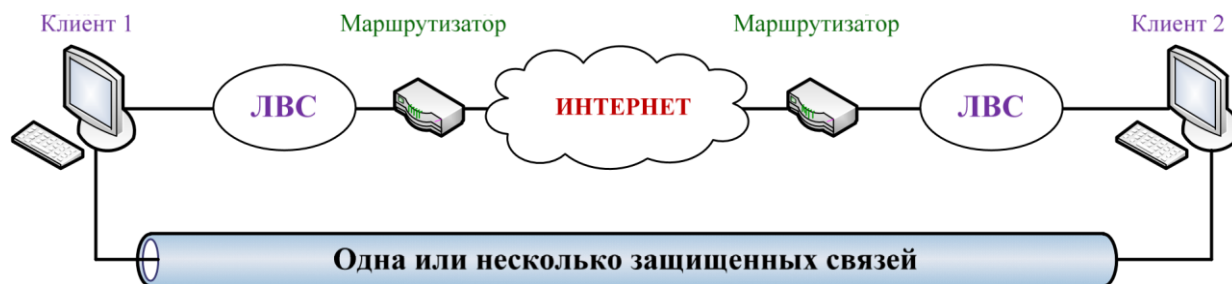 Клиент 1
Маршрутизатор
Маршрутизатор
Клиент 2
ЛВС
ИНТЕРНЕТ
ЛВС
Одна или несколько защищенных связей